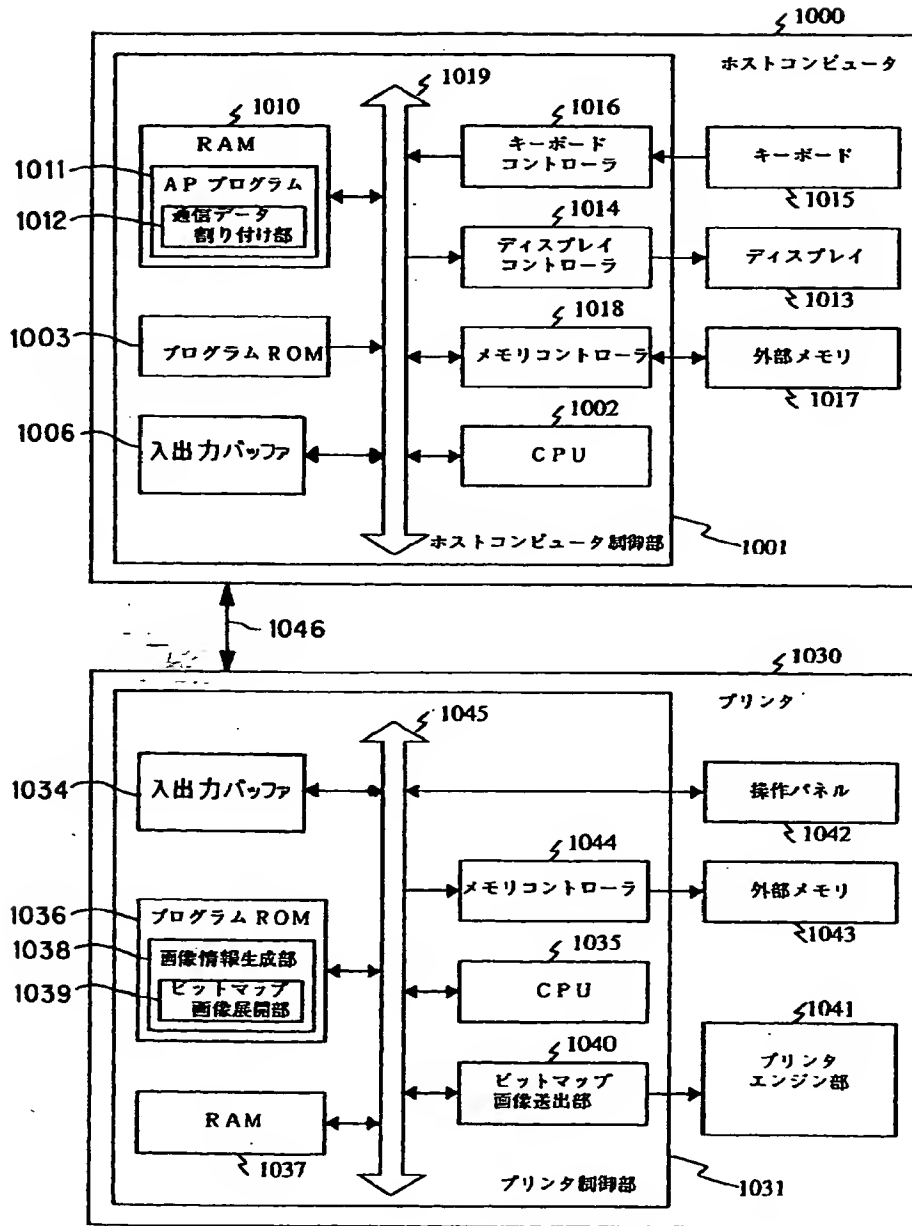 1000
ホストコンピュータ
1019
1010
RAM
1011
APプログラム
1012
通信データ
割り付け部
1016
キーボード
コントローラ
キーボード
1015
1014
ディスプレイ
コントローラ
ディスプレイ
1013
1003
プログラムROM
1018
メモリコントローラ
外部メモリ
1017
1006
入出力バッファ
1002
CPU
ホストコンピュータ制御部
1001
1046
1030
プリンタ
1045
1034
入出力バッファ
操作パネル
1042
1044
メモリコントローラ
外部メモリ
1043
1036
プログラムROM
1038
画像情報生成部
1039
ビットマップ
画像展開部
1035
CPU
1040
ビットマップ
画像送出部
1041
プリンタ
エンジン部
RAM
1037
プリンタ制御部
1031